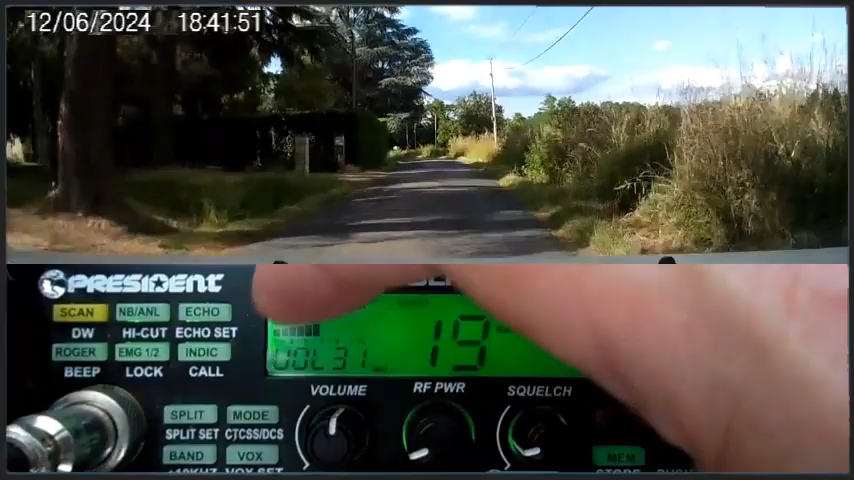 12/06/2024 18:41:51
PRESIDENT
SCAN NB/ANL ECHO
DW HI-CUT ECHO SET
ROGER EMG 1/2 INDIC
BEEP LOCK CALL
VOL 31
19
VOLUME RF PWR SQUELCH
SPLIT MODE
SPLIT SET CTCSS/DCS
BAND VOX
VOX SET
MEM